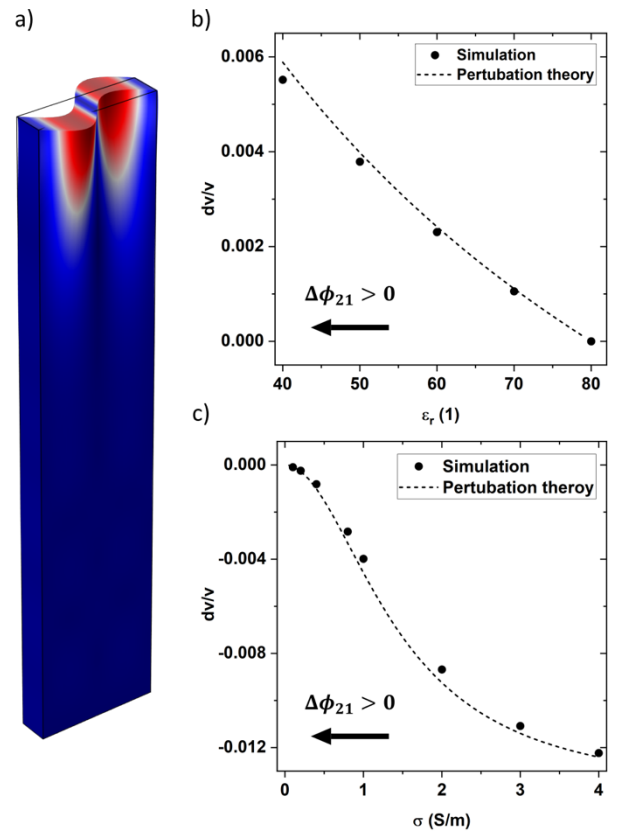 a)
b)
0.006
0.004
0.002
0.000
dv/v
Simulation
Pertubation theory
Δϕ₂₁ > 0
40 50 60 70 80
εr (1)
c)
0.000
-0.004
-0.008
-0.012
dv/v
Simulation
Pertubation theroy
Δϕ₂₁ > 0
0 1 2 3 4
σ (S/m)